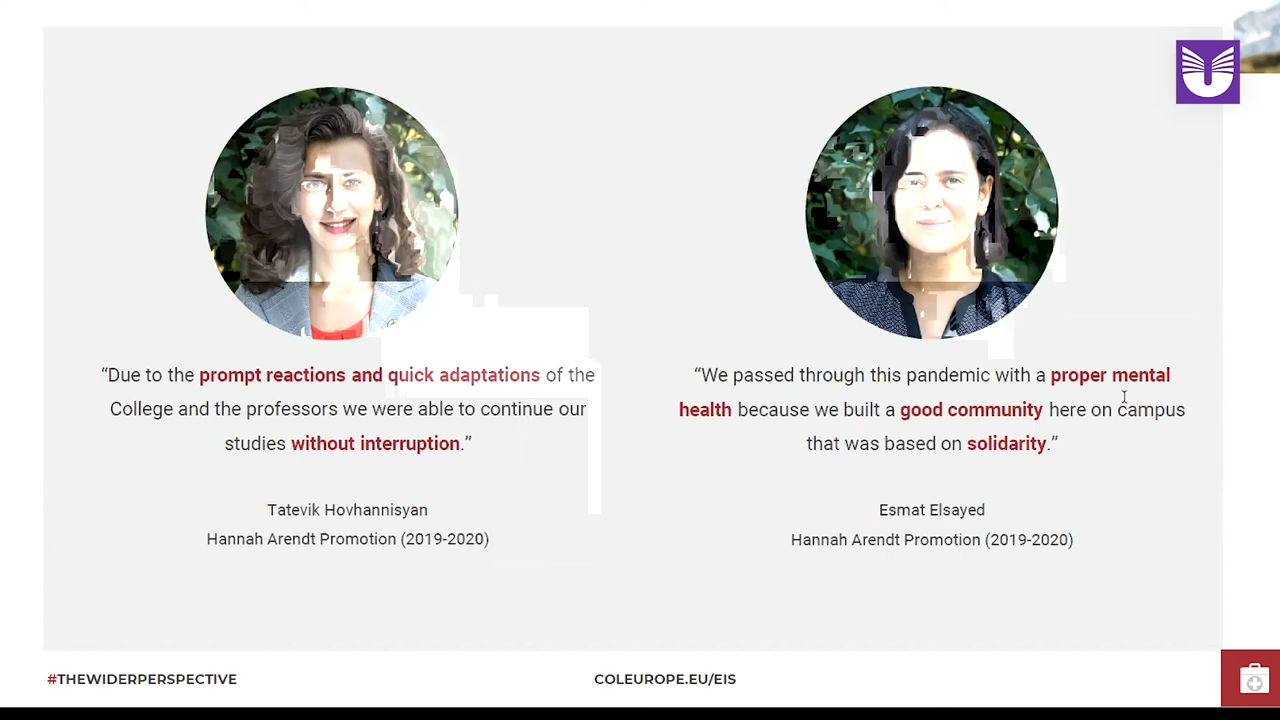 “Due to the prompt reactions and quick adaptations of the
College and the professors we were able to continue our
studies without interruption.”
Tatevik Hovhannisyan
Hannah Arendt Promotion (2019-2020)
“We passed through this pandemic with a proper mental
health because we built a good community here on campus
that was based on solidarity.”
Esmat Elsayed
Hannah Arendt Promotion (2019-2020)
#THEWIDERPERSPECTIVE
COLEUROPE.EU/EIS